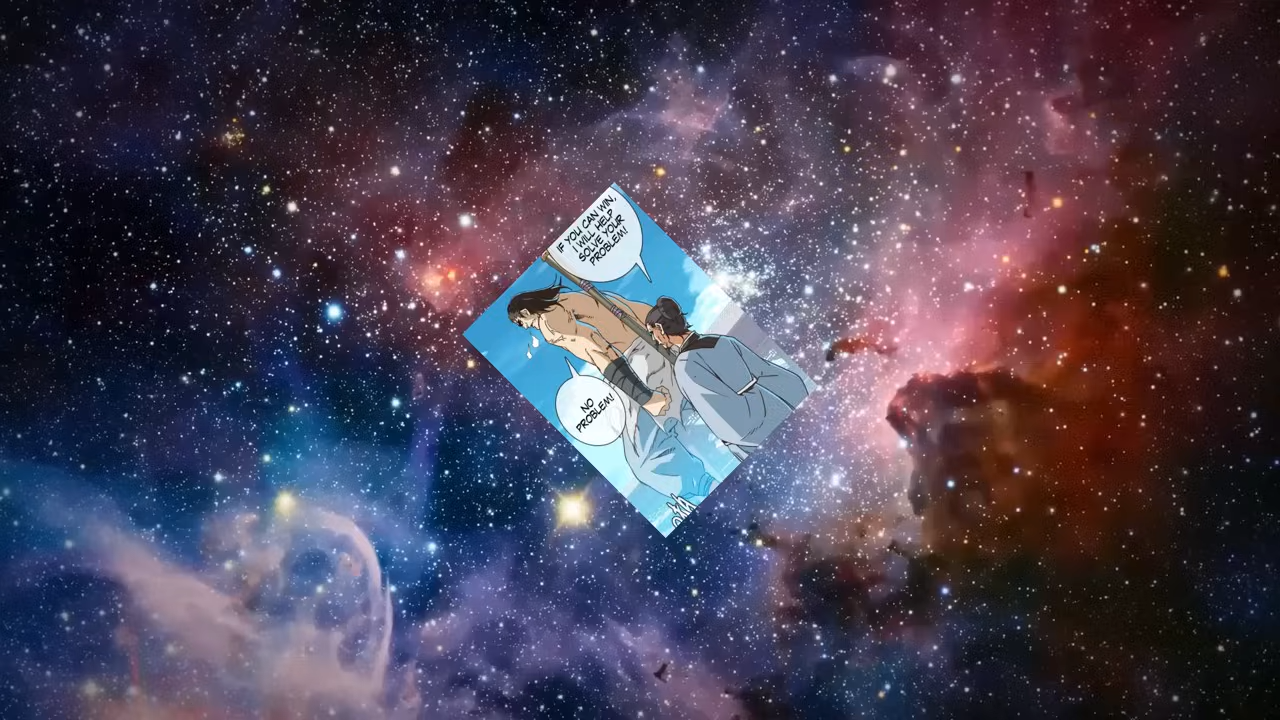 IF YOU CAN WIN,
I WILL HELP
SOLVE YOUR
PROBLEM!
NO
PROBLEM!